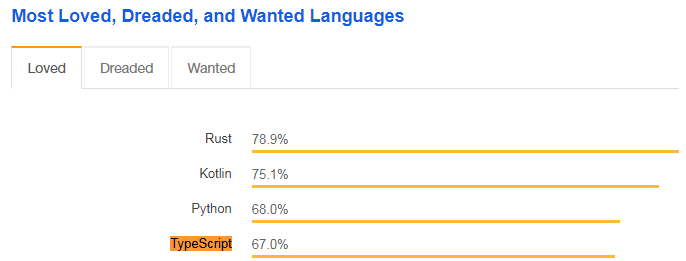 Most Loved, Dreaded, and Wanted Languages
Loved Dreaded Wanted
Rust 78.9%
Kotlin 75.1%
Python 68.0%
TypeScript 67.0%